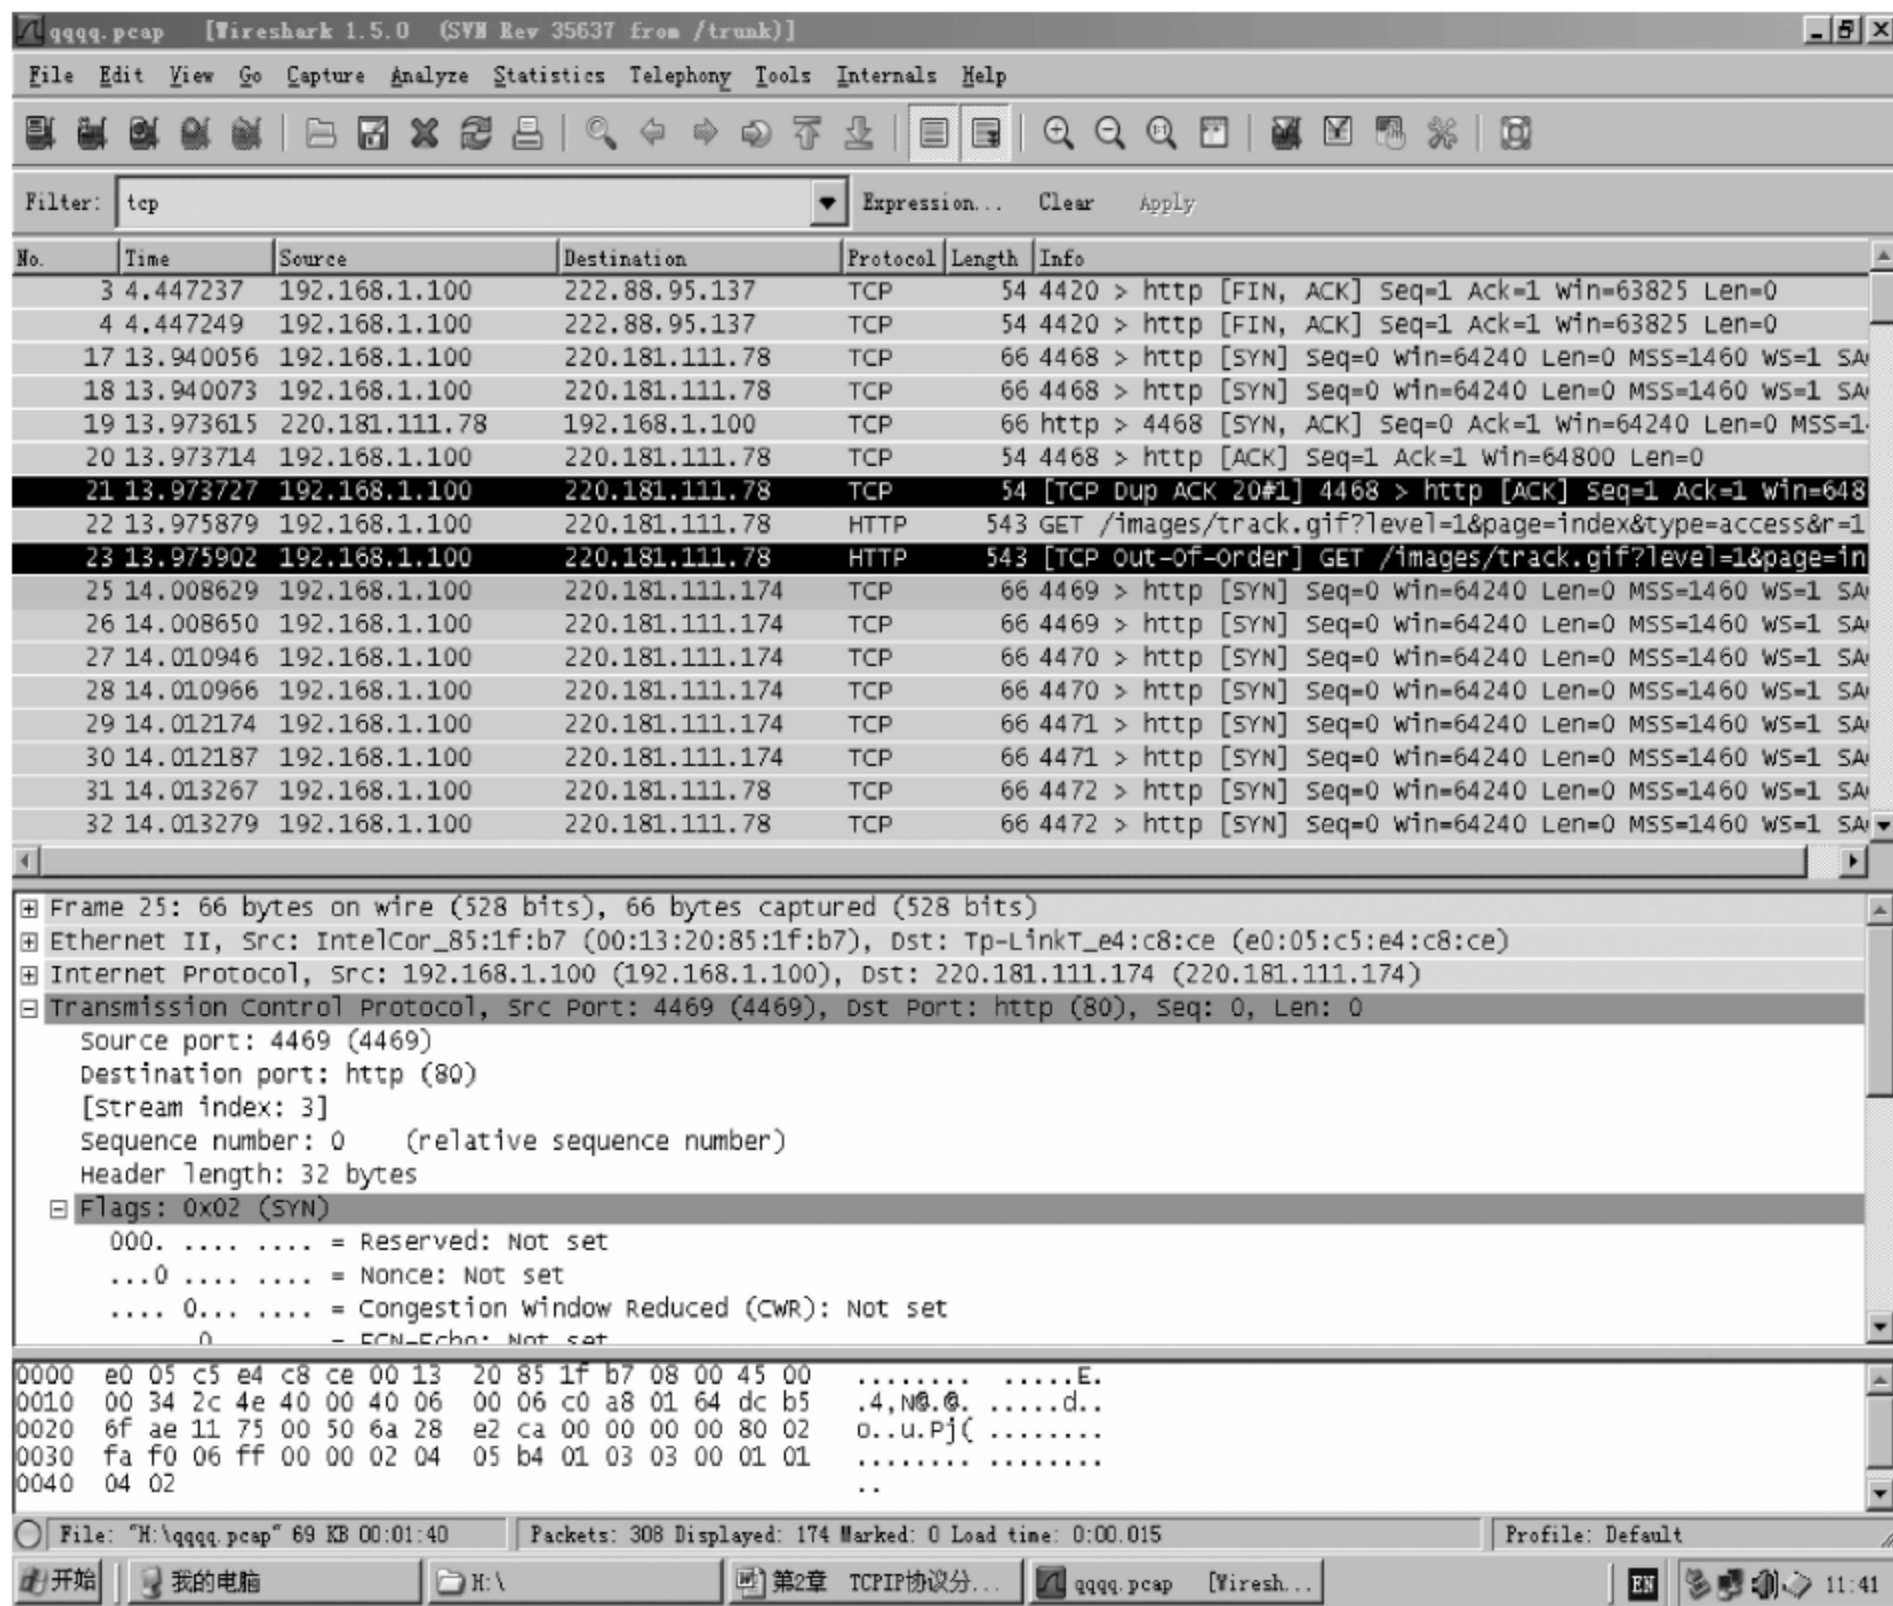 qqqq.pcap [Wireshark 1.5.0 (SVN Rev 35637 from /trunk)]
File Edit View Go Capture Analyze Statistics Telephony Tools Internals Help
Filter: tcp Expression... Clear Apply
No. Time Source Destination Protocol Length Info
3 4.447237 192.168.1.100 222.88.95.137 TCP 54 4420 > http [FIN, ACK] Seq=1 Ack=1 Win=63825 Len=0
4 4.447249 192.168.1.100 222.88.95.137 TCP 54 4420 > http [FIN, ACK] Seq=1 Ack=1 Win=63825 Len=0
17 13.940056 192.168.1.100 220.181.111.78 TCP 66 4468 > http [SYN] Seq=0 Win=64240 Len=0 MSS=1460 WS=1 SA
18 13.940073 192.168.1.100 220.181.111.78 TCP 66 4468 > http [SYN] Seq=0 Win=64240 Len=0 MSS=1460 WS=1 SA
19 13.973615 220.181.111.78 192.168.1.100 TCP 66 http > 4468 [SYN, ACK] Seq=0 Ack=1 Win=64240 Len=0 MSS=1
20 13.973714 192.168.1.100 220.181.111.78 TCP 54 4468 > http [ACK] Seq=1 Ack=1 Win=64800 Len=0
21 13.973727 192.168.1.100 220.181.111.78 TCP 54 [TCP Dup ACK 20#1] 4468 > http [ACK] Seq=1 Ack=1 Win=648
22 13.975879 192.168.1.100 220.181.111.78 HTTP 543 GET /images/track.gif?level=1&page=index&type=access&r=1
23 13.975902 192.168.1.100 220.181.111.78 HTTP 543 [TCP Out-Of-Order] GET /images/track.gif?level=1&page=in
25 14.008629 192.168.1.100 220.181.111.174 TCP 66 4469 > http [SYN] Seq=0 Win=64240 Len=0 MSS=1460 WS=1 SA
26 14.008650 192.168.1.100 220.181.111.174 TCP 66 4469 > http [SYN] Seq=0 Win=64240 Len=0 MSS=1460 WS=1 SA
27 14.010946 192.168.1.100 220.181.111.174 TCP 66 4470 > http [SYN] Seq=0 Win=64240 Len=0 MSS=1460 WS=1 SA
28 14.010966 192.168.1.100 220.181.111.174 TCP 66 4470 > http [SYN] Seq=0 Win=64240 Len=0 MSS=1460 WS=1 SA
29 14.012174 192.168.1.100 220.181.111.174 TCP 66 4471 > http [SYN] Seq=0 Win=64240 Len=0 MSS=1460 WS=1 SA
30 14.012187 192.168.1.100 220.181.111.174 TCP 66 4471 > http [SYN] Seq=0 Win=64240 Len=0 MSS=1460 WS=1 SA
31 14.013267 192.168.1.100 220.181.111.78 TCP 66 4472 > http [SYN] Seq=0 Win=64240 Len=0 MSS=1460 WS=1 SA
32 14.013279 192.168.1.100 220.181.111.78 TCP 66 4472 > http [SYN] Seq=0 Win=64240 Len=0 MSS=1460 WS=1 SA
Frame 25: 66 bytes on wire (528 bits), 66 bytes captured (528 bits)
Ethernet II, Src: IntelCor_85:1f:b7 (00:13:20:85:1f:b7), Dst: Tp-LinkT_e4:c8:ce (e0:05:c5:e4:c8:ce)
Internet Protocol, Src: 192.168.1.100 (192.168.1.100), Dst: 220.181.111.174 (220.181.111.174)
Transmission Control Protocol, Src Port: 4469 (4469), Dst Port: http (80), Seq: 0, Len: 0
Source port: 4469 (4469)
Destination port: http (80)
[Stream index: 3]
Sequence number: 0 (relative sequence number)
Header length: 32 bytes
Flags: 0x02 (SYN)
000. .... .... = Reserved: Not set
...0 .... .... = Nonce: Not set
.... 0... .... = Congestion Window Reduced (CWR): Not set
.... .0.. .... = ECN-Echo: Not set
0000 e0 05 c5 e4 c8 ce 00 13 20 85 1f b7 08 00 45 00 ........ .....E.
0010 00 34 2c 4e 40 00 40 06 00 06 c0 a8 01 64 dc b5 .4,N@.@. .....d..
0020 6f ae 11 75 00 50 6a 28 e2 ca 00 00 00 00 80 02 o..u.Pj( ........
0030 fa f0 06 ff 00 00 02 04 05 b4 01 03 03 00 01 01 ........ ........
0040 04 02 ..
File: "H:\qqqq.pcap" 69 KB 00:01:40 Packets: 308 Displayed: 174 Marked: 0 Load time: 0:00.015 Profile: Default
开始 我的电脑 H:\ 第2章 TCPIP协议分... qqqq.pcap [Wiresh... EN 11:41